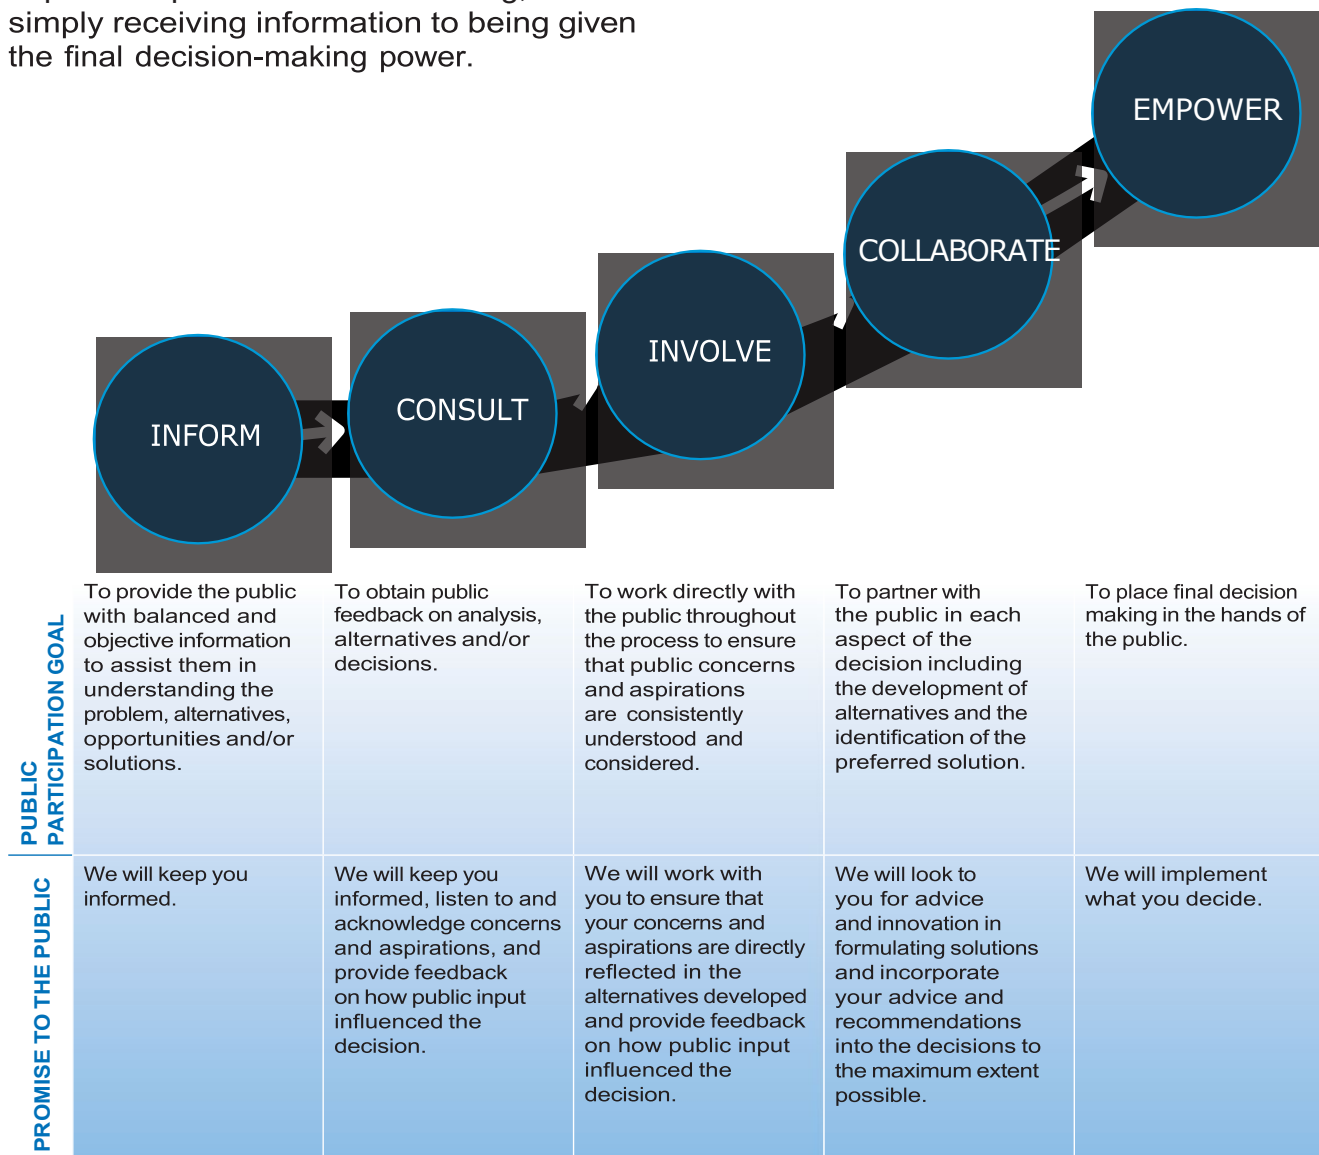 simply receiving information to being given
the final decision-making power.
EMPOWER
COLLABORATE
INVOLVE
CONSULT
INFORM
PUBLIC
PARTICIPATION GOAL
To provide the public
with balanced and
objective information
to assist them in
understanding the
problem, alternatives,
opportunities and/or
solutions.
To obtain public
feedback on analysis,
alternatives and/or
decisions.
To work directly with
the public throughout
the process to ensure
that public concerns
and aspirations
are consistently
understood and
considered.
To partner with
the public in each
aspect of the
decision including
the development of
alternatives and the
identification of the
preferred solution.
To place final decision
making in the hands of
the public.
PROMISE TO THE PUBLIC
We will keep you
informed.
We will keep you
informed, listen to and
acknowledge concerns
and aspirations, and
provide feedback
on how public input
influenced the
decision.
We will work with
you to ensure that
your concerns and
aspirations are directly
reflected in the
alternatives developed
and provide feedback
on how public input
influenced the
decision.
We will look to
you for advice
and innovation in
formulating solutions
and incorporate
your advice and
recommendations
into the decisions to
the maximum extent
possible.
We will implement
what you decide.